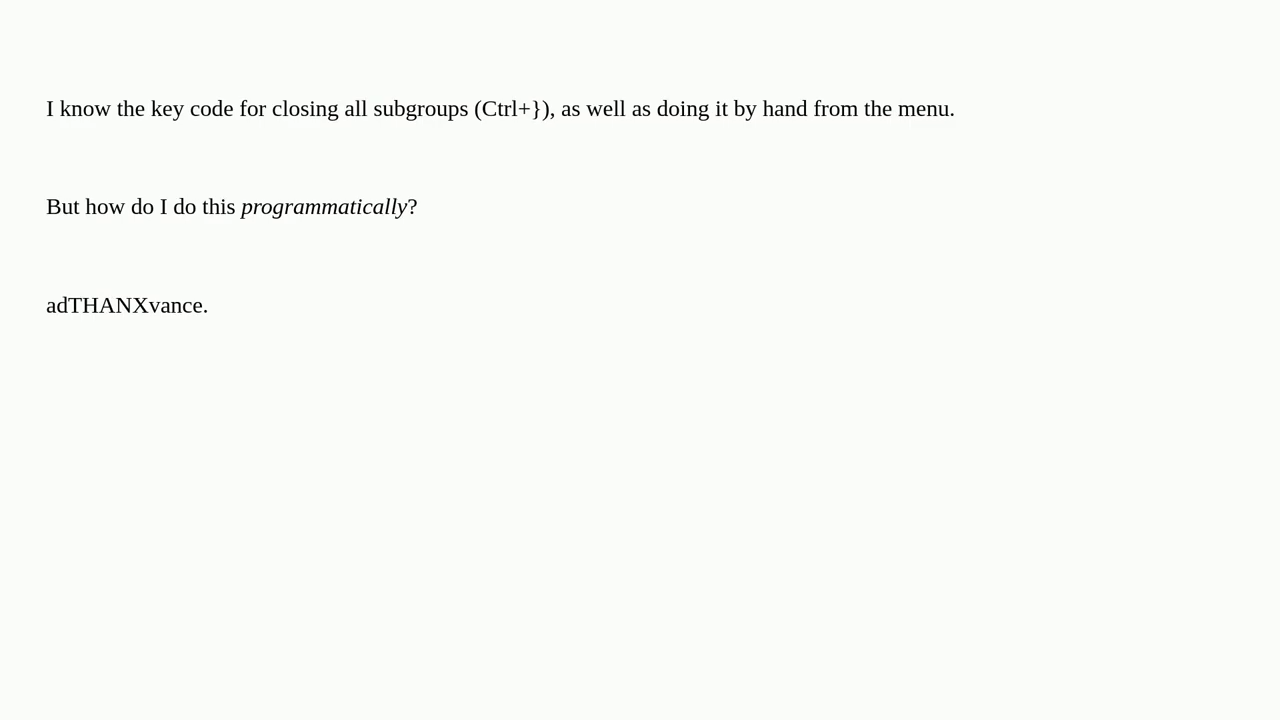 I know the key code for closing all subgroups (Ctrl+}), as well as doing it by hand from the menu.
But how do I do this programmatically?
adTHANXvance.